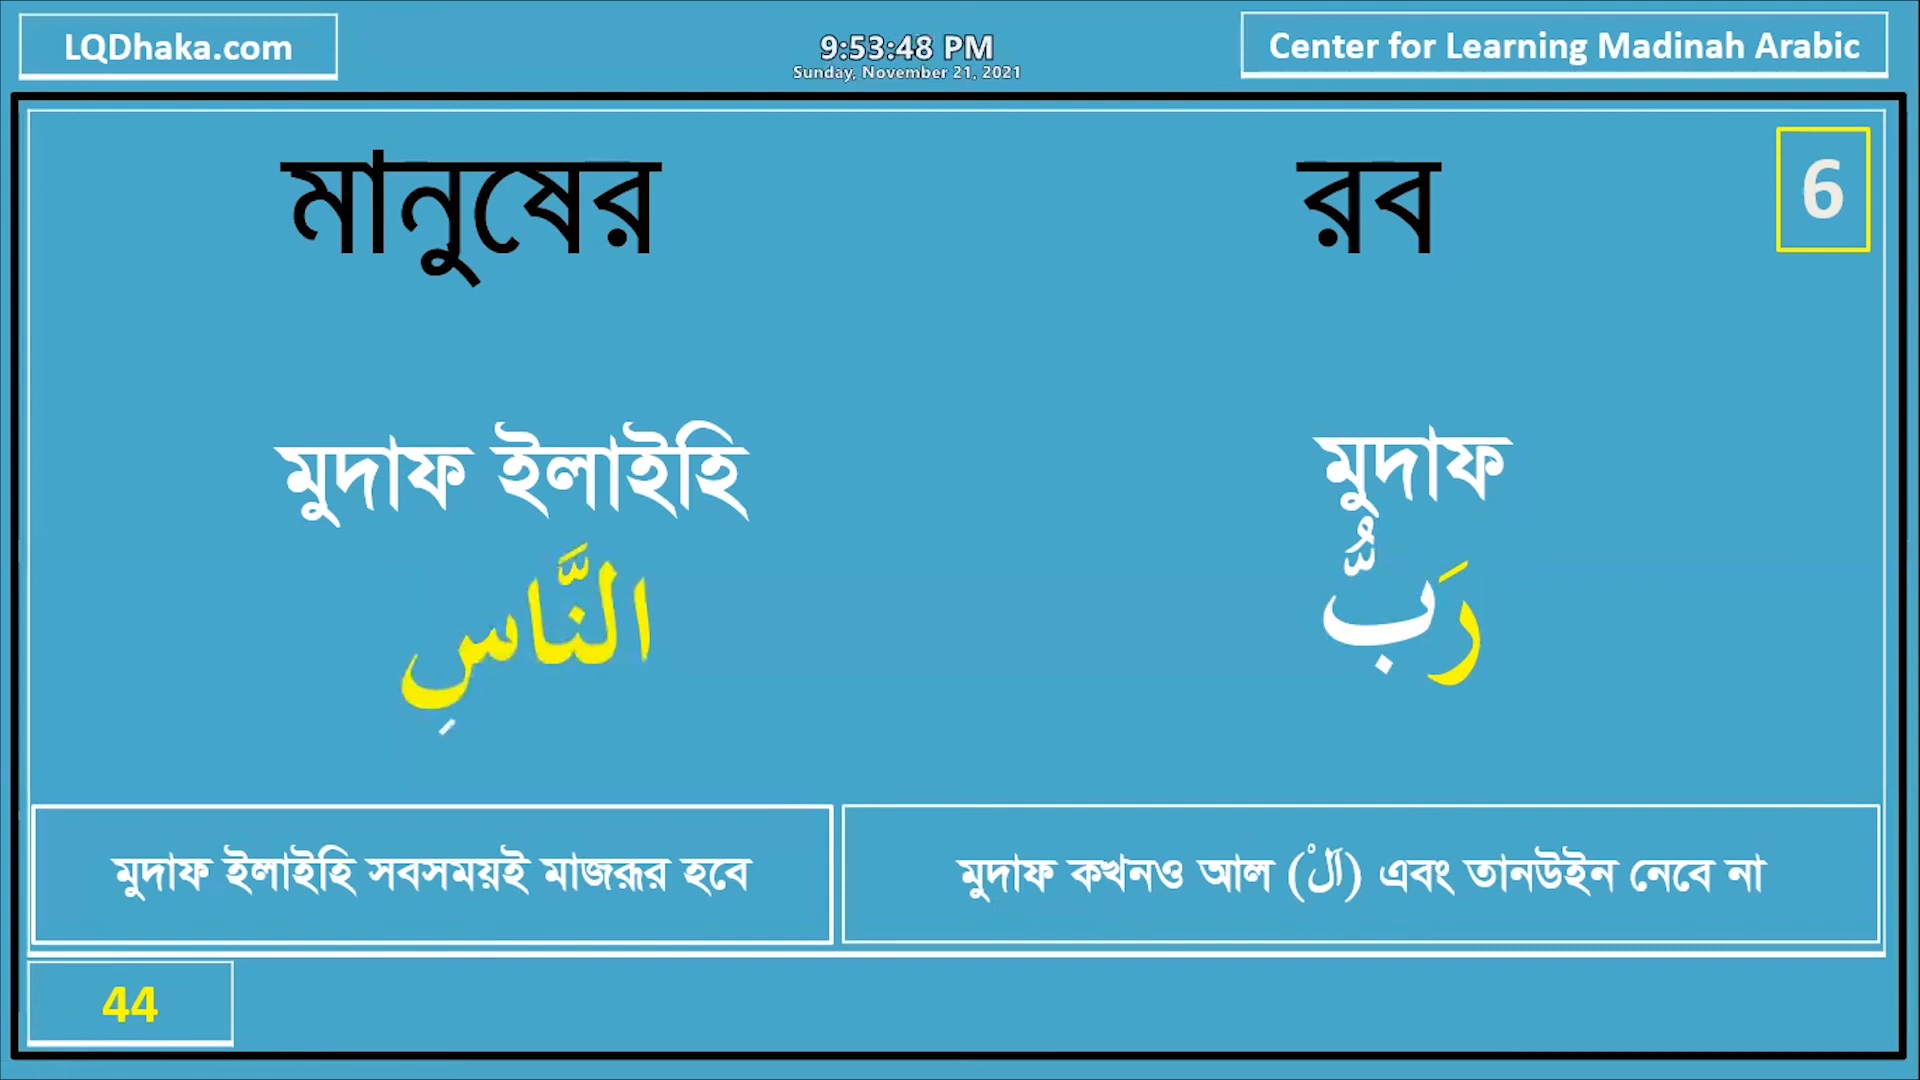 LQDhaka.com
9:53:48 PM
Sunday, November 21, 2021
Center for Learning Madinah Arabic
মানুষের রব
6
মুদাফ ইলাইহি মুদাফ
رَبُّ النَّاسِ
মুদাফ ইলাইহি সবসময়ই মাজরূর হবে
মুদাফ কখনও আল (اَلْ) এবং তানউইন নেবে না
44